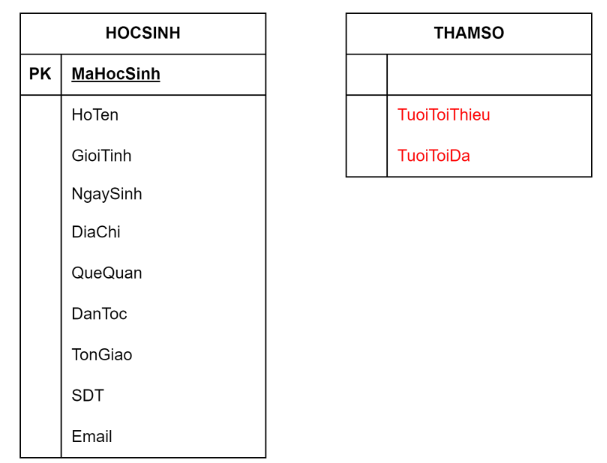 HOCSINH
PK MaHocSinh
HoTen
GioiTinh
NgaySinh
DiaChi
QueQuan
DanToc
TonGiao
SDT
Email
THAMSO
TuoiToiThieu
TuoiToiDa